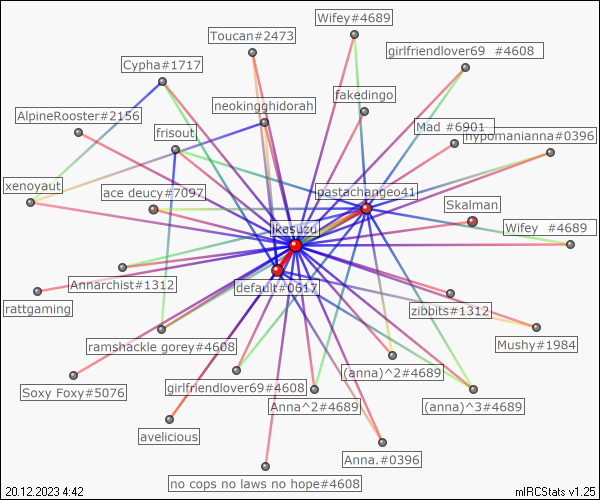 Wifey#4689
Toucan#2473
girlfriendlover69 #4608
Cypha#1717
fakedingo
neokingghidorah
AlpineRooster#2156
Mad #6901
frisout
hypomanianna#0396
xenoyaut
ace deucy#7097
pastachangeo41
Skalman
ikasuzu
Wifey #4689
Annarchist#1312
default#0617
rattgaming
zibbits#1312
ramshackle gorey#4608
Mushy#1984
(anna)^2#4689
girlfriendlover69#4608
Soxy Foxy#5076
Anna^2#4689
(anna)^3#4689
avelicious
Anna.#0396
no cops no laws no hope#4608
20.12.2023 4:42
mIRCStats v1.25